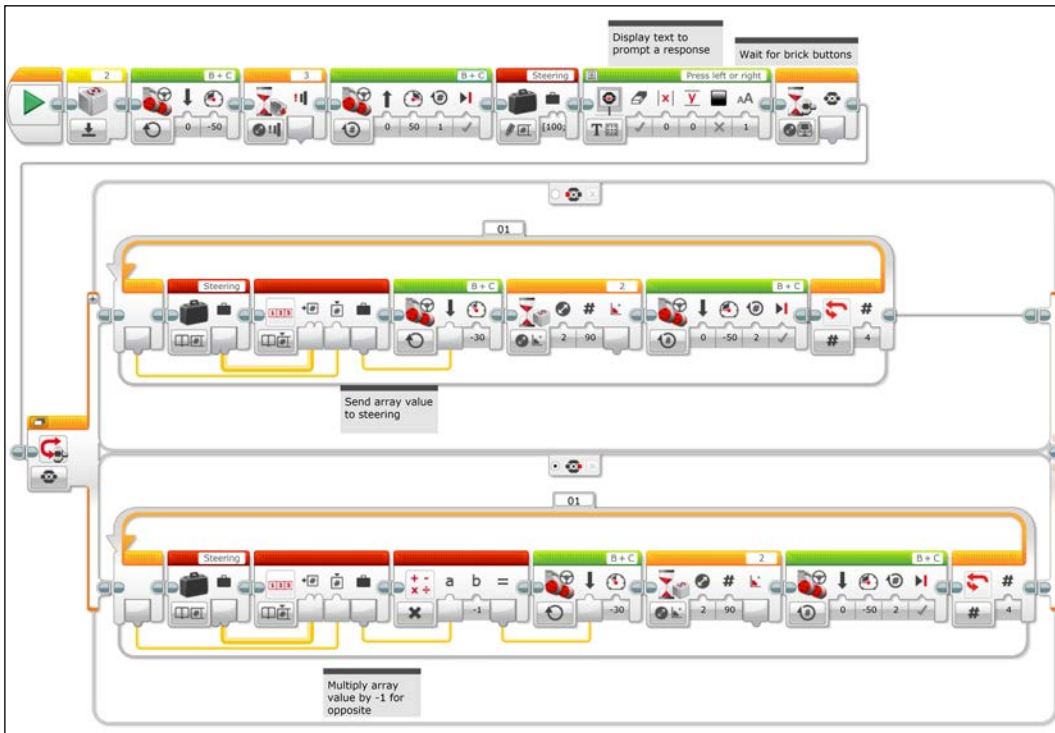 Display text to
prompt a response
Wait for brick buttons
2
B + C
3
B + C
Steering
Press left or right
0 -50
0 50 1
[100;
T
0 0 1
01
Steering
B + C
2
B + C
#
#
-30
2 90
0 -50 2
#
4
Send array value
to steering
01
Steering
B + C
2
B + C
a b =
#
#
-1
-30
2 90
0 -50 2
#
4
Multiply array
value by -1 for
opposite